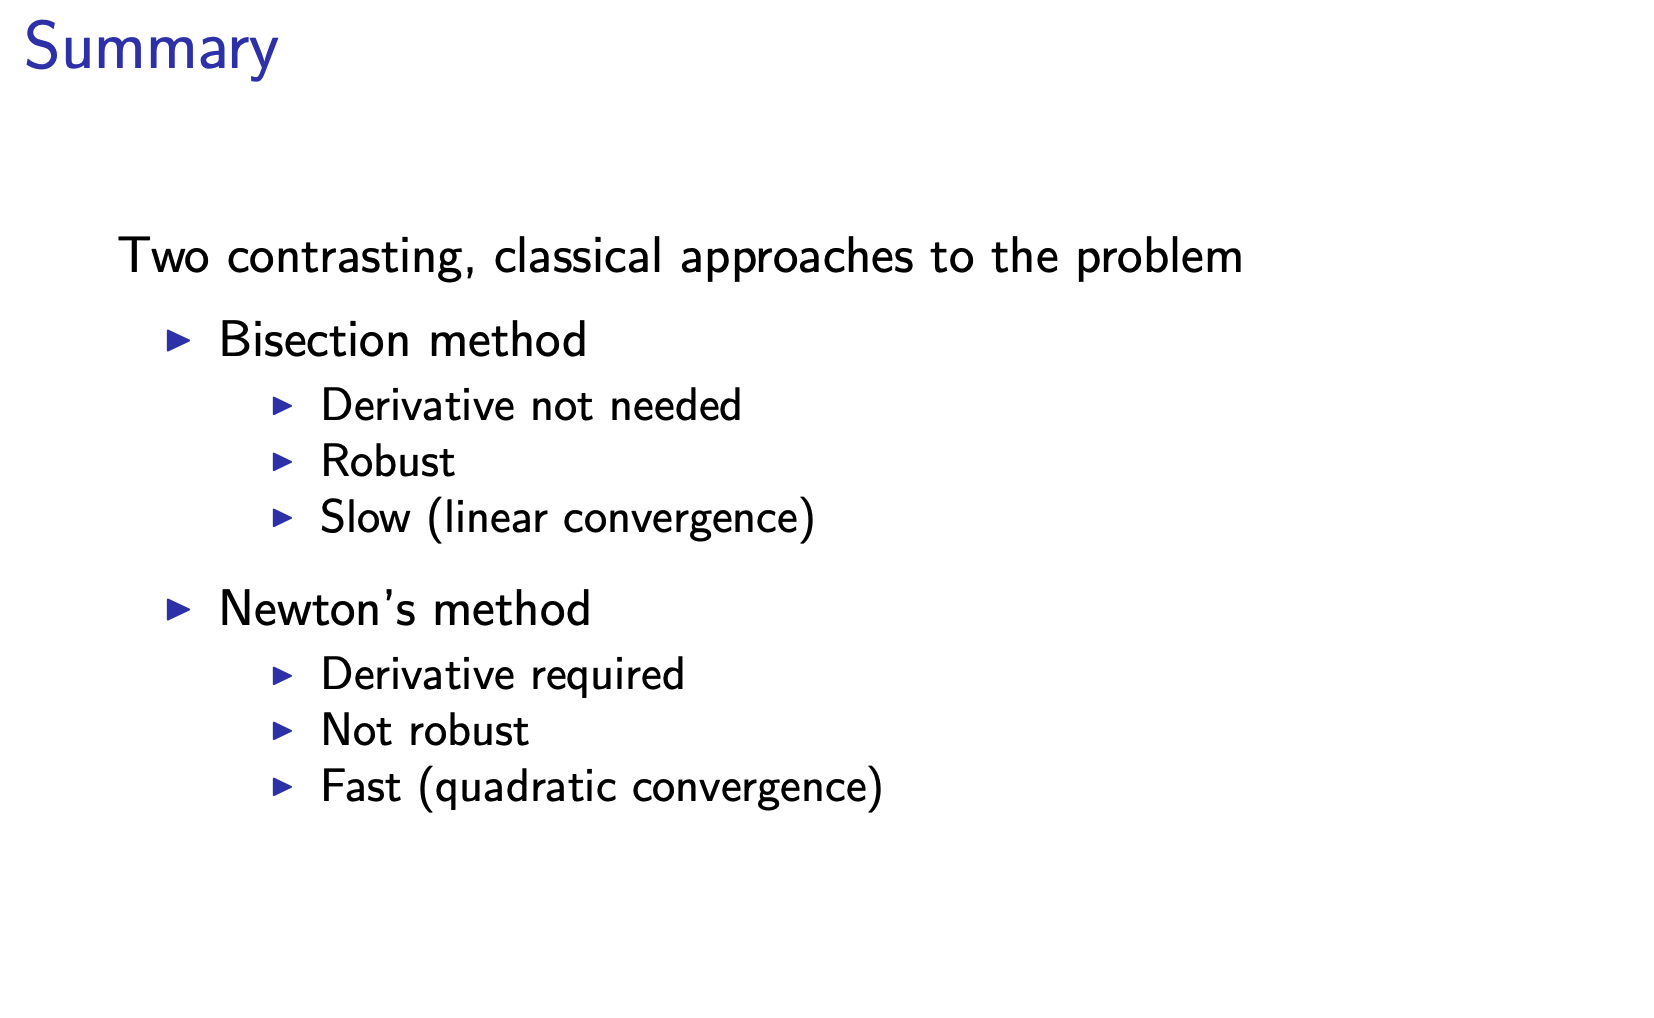 Summary
Two contrasting, classical approaches to the problem
Bisection method
Derivative not needed
Robust
Slow (linear convergence)
Newton's method
Derivative required
Not robust
Fast (quadratic convergence)